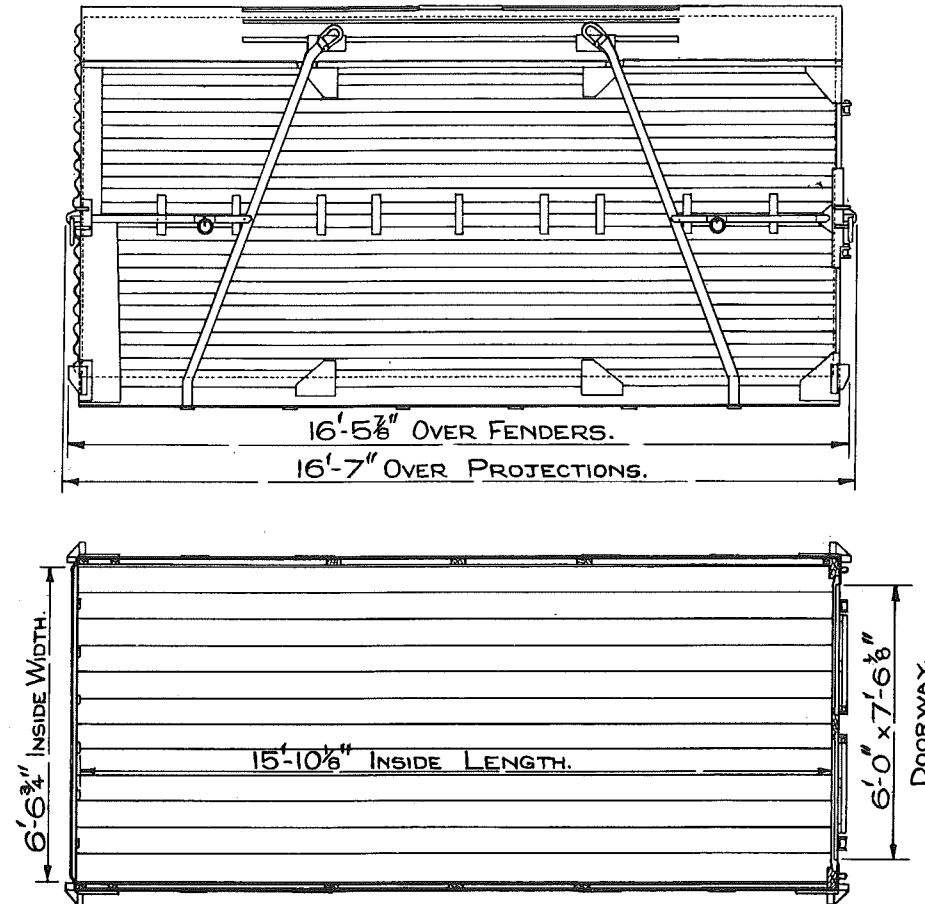 16'-5⅞" OVER FENDERS.
16'-7" OVER PROJECTIONS.
6'-6¾" INSIDE WIDTH.
15'-10⅛" INSIDE LENGTH.
6'-0" x 7'-6⅛"
DOORWAY.